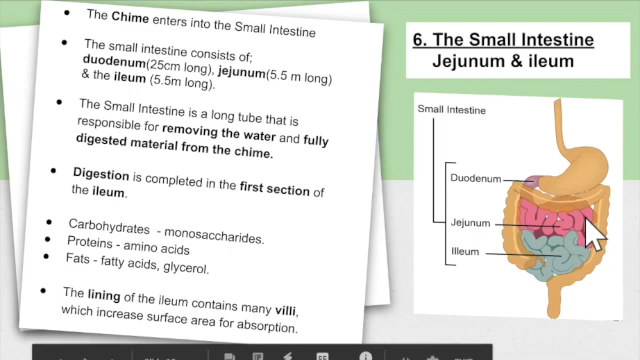 The Chime enters into the Small Intestine
The small intestine consists of;
duodenum(25cm long), jejunum(5.5 m long)
& the ileum (5.5m long).
The Small Intestine is a long tube that is
responsible for removing the water and fully
digested material from the chime.
Digestion is completed in the first section of
the ileum.
Carbohydrates - monosaccharides.
Proteins - amino acids
Fats - fatty acids, glycerol.
The lining of the ileum contains many villi,
which increase surface area for absorption.
6. The Small Intestine
Jejunum & ileum
Small Intestine
Duodenum
Jejunum
Illeum